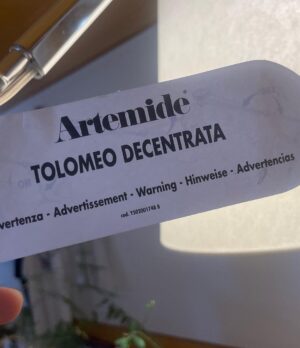 Artemide®
TOLOMEO DECENTRATA
vertenza - Advertissement - Warning - Hinweise - Advertencias